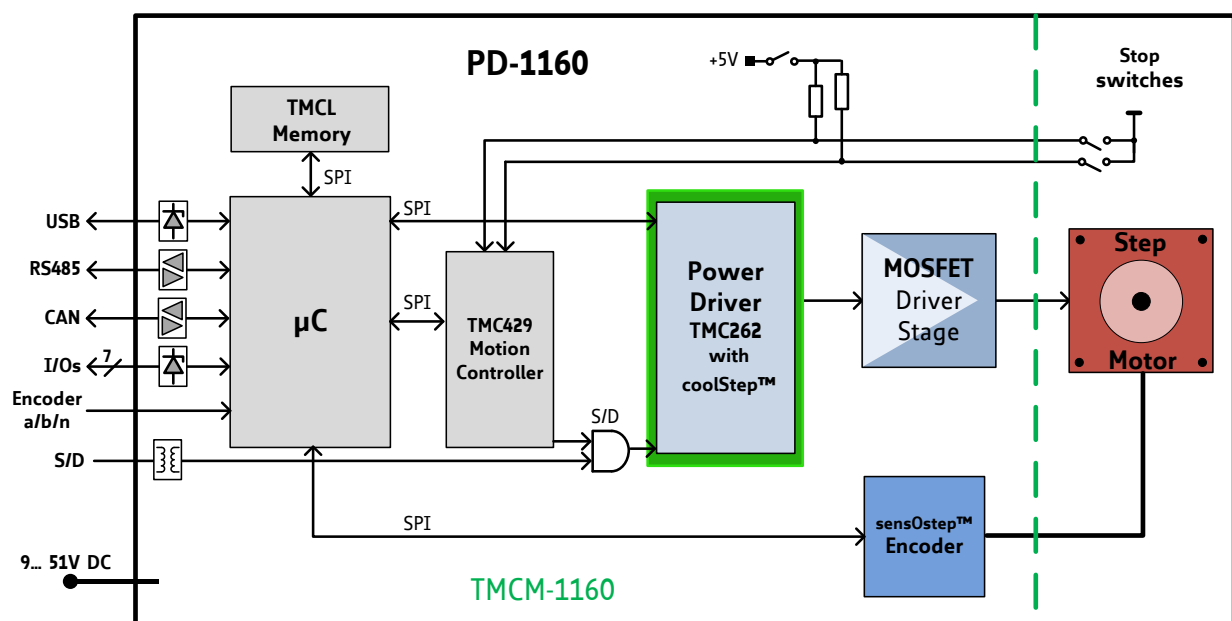 PD-1160
+5V
Stop
switches
TMCL
Memory
SPI
USB
RS485
CAN
I/Os
7
Encoder
a/b/n
S/D
9... 51V DC
µC
SPI
SPI
TMC429
Motion
Controller
S/D
Power
Driver
TMC262
with
coolStep™
MOSFET
Driver
Stage
Step
Motor
SPI
sensOstep™
Encoder
TMCM-1160